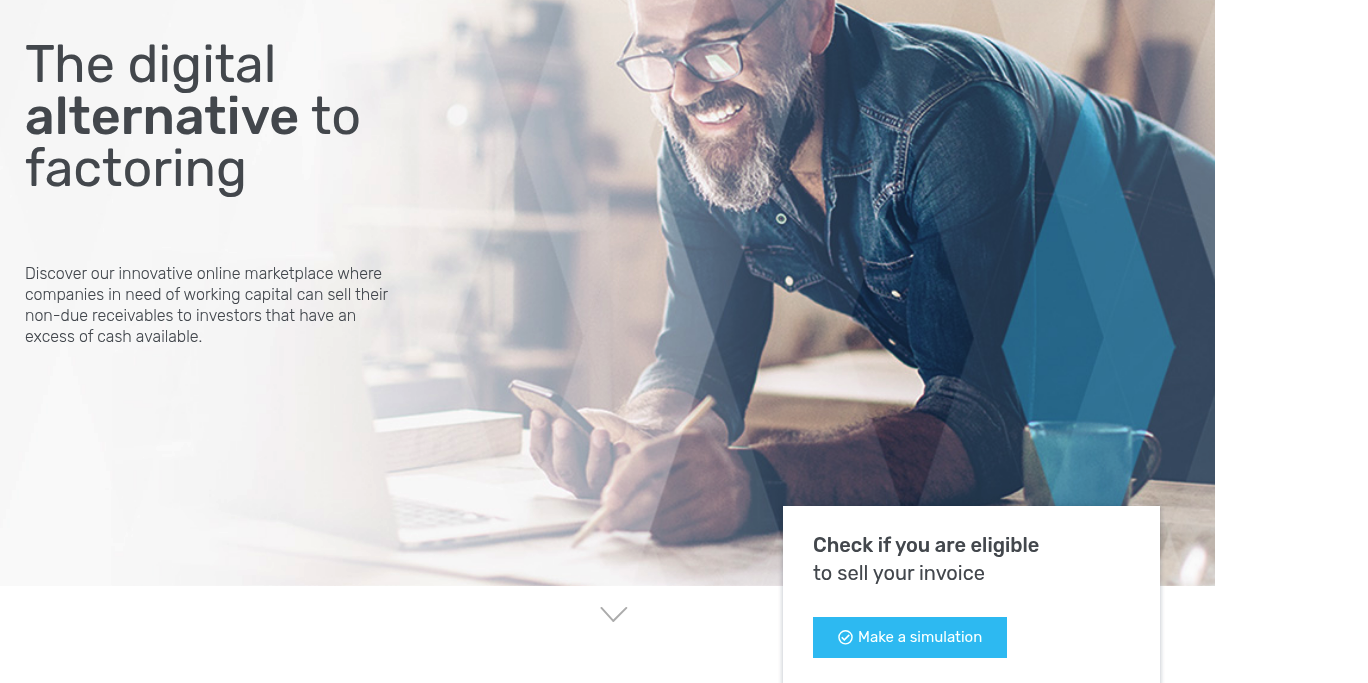 The digital
alternative to
factoring
Discover our innovative online marketplace where
companies in need of working capital can sell their
non-due receivables to investors that have an
excess of cash available.
Check if you are eligible
to sell your invoice
Make a simulation